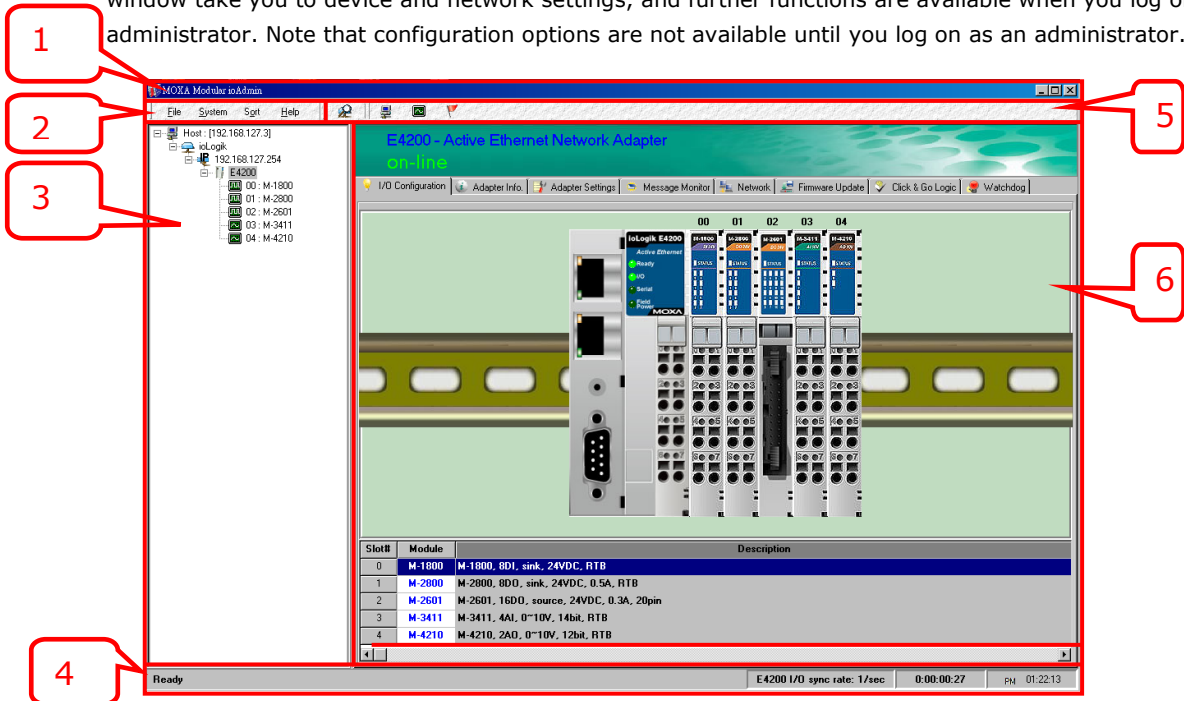 window take you to device and network settings, and further functions are available when you log o
administrator. Note that configuration options are not available until you log on as an administrator.
1
MOXA Modular ioAdmin
2
File System Sort Help
5
3
Host : [192.168.127.3]
ioLogik
192.168.127.254
E4200
00 : M-1800
01 : M-2800
02 : M-2601
03 : M-3411
04 : M-4210
E4200 - Active Ethernet Network Adapter
on-line
I/O Configuration Adapter Info. Adapter Settings Message Monitor Network Firmware Update Click & Go Logic Watchdog
00 01 02 03 04
ioLogik E4200 M-1800 M-2800 M-2601 M-3411 M-4210
Active Ethernet
Ready
I/O
Serial
Field
Power
MOXA
6
Slot# Module Description
0 M-1800 M-1800, 8DI, sink, 24VDC, RTB
1 M-2800 M-2800, 8DO, sink, 24VDC, 0.5A, RTB
2 M-2601 M-2601, 16DO, source, 24VDC, 0.3A, 20pin
3 M-3411 M-3411, 4AI, 0~10V, 14bit, RTB
4 M-4210 M-4210, 2AO, 0~10V, 12bit, RTB
4
Ready E4200 I/O sync rate: 1/sec 0:00:00:27 PM 01:22:13